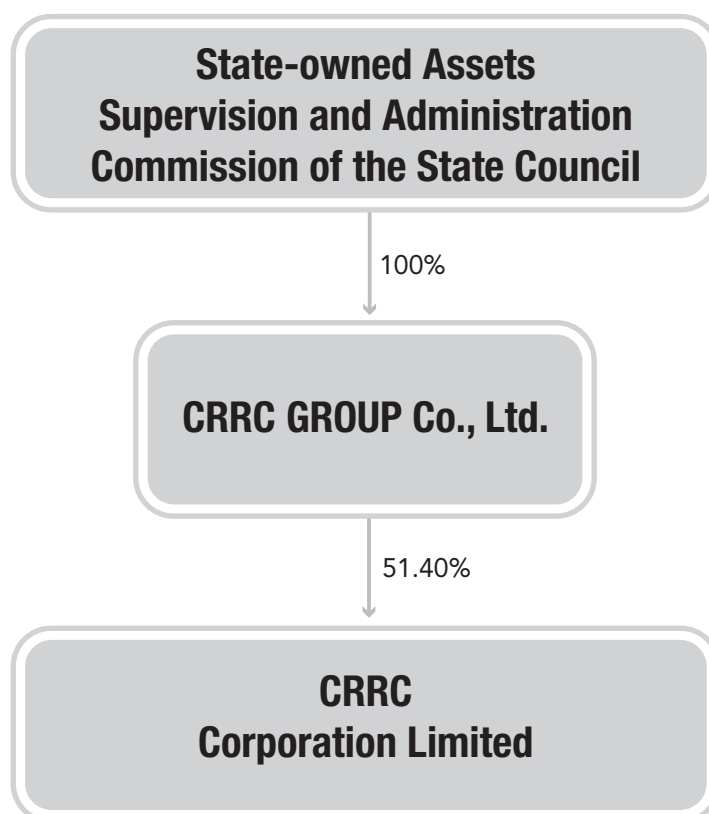 State-owned Assets
Supervision and Administration
Commission of the State Council
100%
CRRC GROUP Co., Ltd.
51.40%
CRRC
Corporation Limited